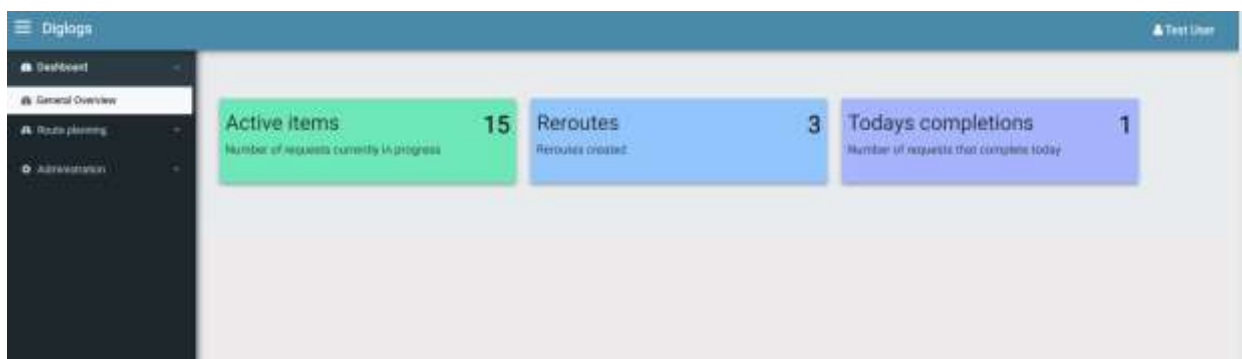 Diglogs
Test User
Dashboard
General Overview
Route planning
Administration
Active items 15
Number of requests currently in progress
Reroutes 3
Reroutes created
Todays completions 1
Number of requests that complete today